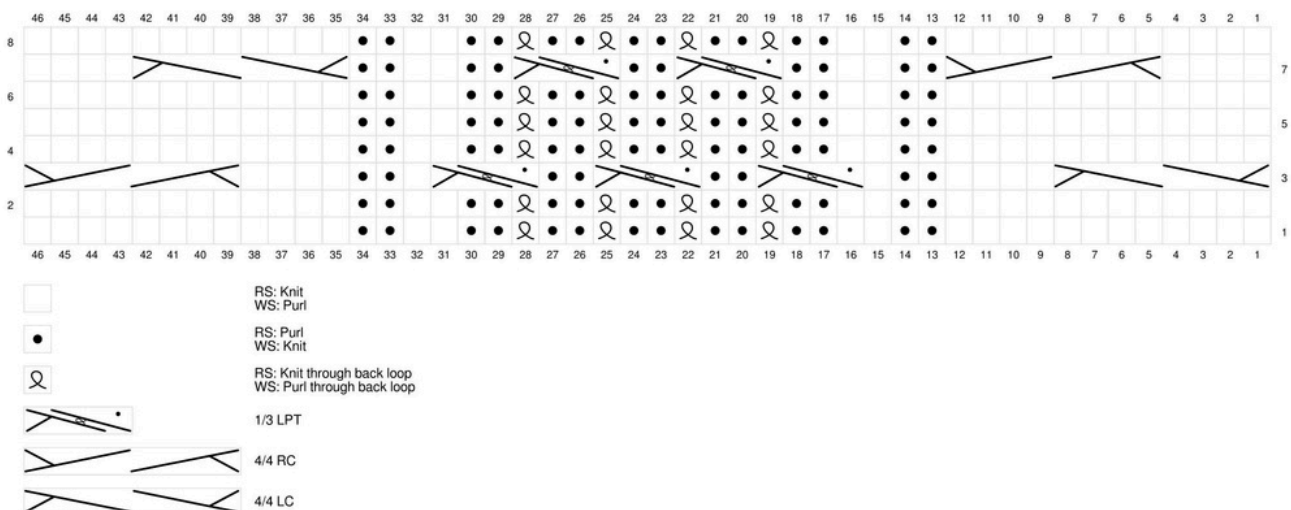 46 45 44 43 42 41 40 39 38 37 36 35 34 33 32 31 30 29 28 27 26 25 24 23 22 21 20 19 18 17 16 15 14 13 12 11 10 9 8 7 6 5 4 3 2 1
8
7
6
5
4
3
2
1
46 45 44 43 42 41 40 39 38 37 36 35 34 33 32 31 30 29 28 27 26 25 24 23 22 21 20 19 18 17 16 15 14 13 12 11 10 9 8 7 6 5 4 3 2 1
RS: Knit
WS: Purl
RS: Purl
WS: Knit
RS: Knit through back loop
WS: Purl through back loop
1/3 LPT
4/4 RC
4/4 LC